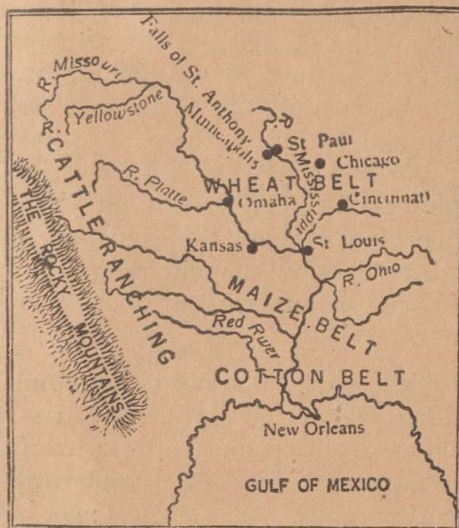 Falls of St. Anthony
R. Missouri
R. Yellowstone
Minneapolis
St. Paul
R. Mississippi
Chicago
WHEAT BELT
R. Platte
Omaha
Cincinnati
CATTLE RANCHING
THE ROCKY MOUNTAINS
Kansas
St. Louis
R. Ohio
MAIZE BELT
Red River
COTTON BELT
New Orleans
GULF OF MEXICO